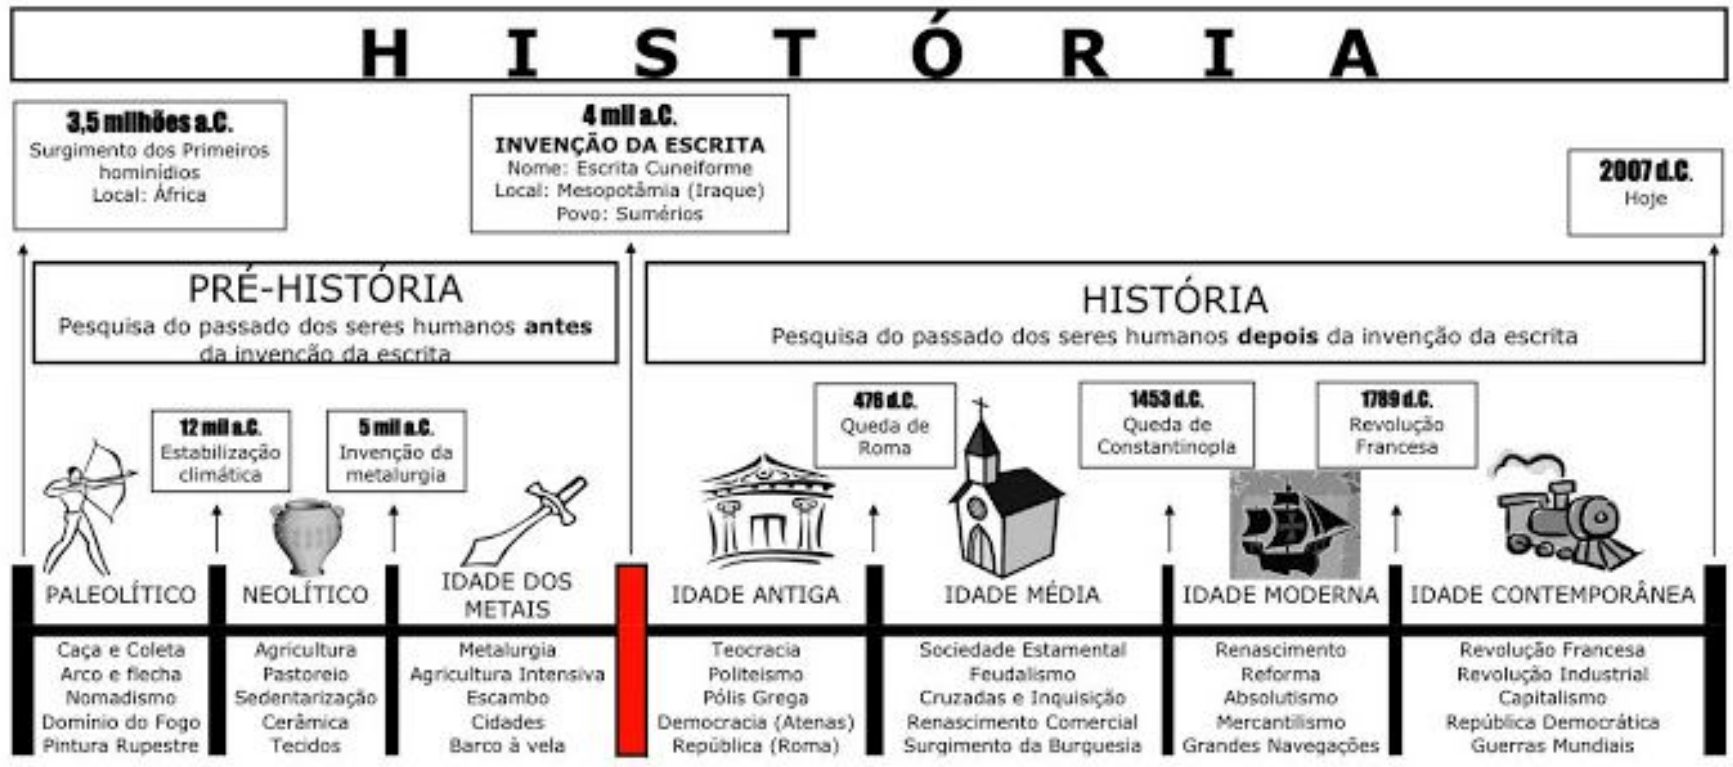 HISTÓRIA
3,5 milhões a.C.
Surgimento dos Primeiros
hominídios
Local: África
4 mil a.C.
INVENÇÃO DA ESCRITA
Nome: Escrita Cuneiforme
Local: Mesopotâmia (Iraque)
Povo: Sumérios
2007 d.C.
Hoje
PRÉ-HISTÓRIA
Pesquisa do passado dos seres humanos antes
da invenção da escrita
HISTÓRIA
Pesquisa do passado dos seres humanos depois da invenção da escrita
12 mil a.C.
Estabilização
climática
5 mil a.C.
Invenção da
metalurgia
476 d.C.
Queda de
Roma
1453 d.C.
Queda de
Constantinopla
1789 d.C.
Revolução
Francesa
PALEOLÍTICO
NEOLÍTICO
IDADE DOS
METAIS
IDADE ANTIGA
IDADE MÉDIA
IDADE MODERNA
IDADE CONTEMPORÂNEA
Caça e Coleta
Arco e flecha
Nomadismo
Domínio do Fogo
Pintura Rupestre
Agricultura
Pastoreio
Sedentarização
Cerâmica
Tecidos
Metalurgia
Agricultura Intensiva
Escambo
Cidades
Barco à vela
Teocracia
Politeismo
Pólis Grega
Democracia (Atenas)
República (Roma)
Sociedade Estamental
Feudalismo
Cruzadas e Inquisição
Renascimento Comercial
Surgimento da Burguesia
Renascimento
Reforma
Absolutismo
Mercantilismo
Grandes Navegações
Revolução Francesa
Revolução Industrial
Capitalismo
República Democrática
Guerras Mundiais